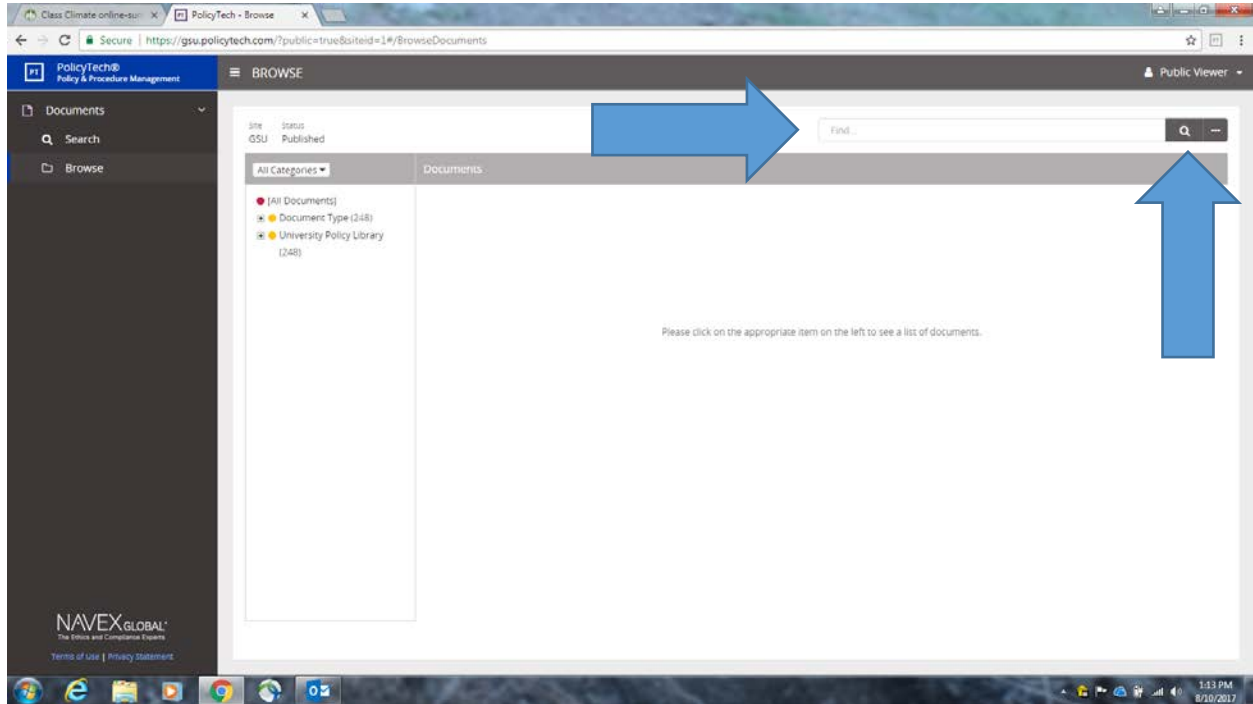 Class Climate online-sur
PolicyTech - Browse
Secure | https://gsu.policytech.com/?public=true&siteid=1#/BrowseDocuments
PT
PolicyTech®
Policy & Procedure Management
BROWSE
Public Viewer
Documents
Search
Browse
Site Status
GSU Published
Find...
All Categories
Documents
[All Documents]
Document Type (248)
University Policy Library
(248)
Please click on the appropriate item on the left to see a list of documents.
NAVEX GLOBAL
The Ethics and Compliance Experts
Terms of Use | Privacy Statement
1:13 PM
8/10/2017